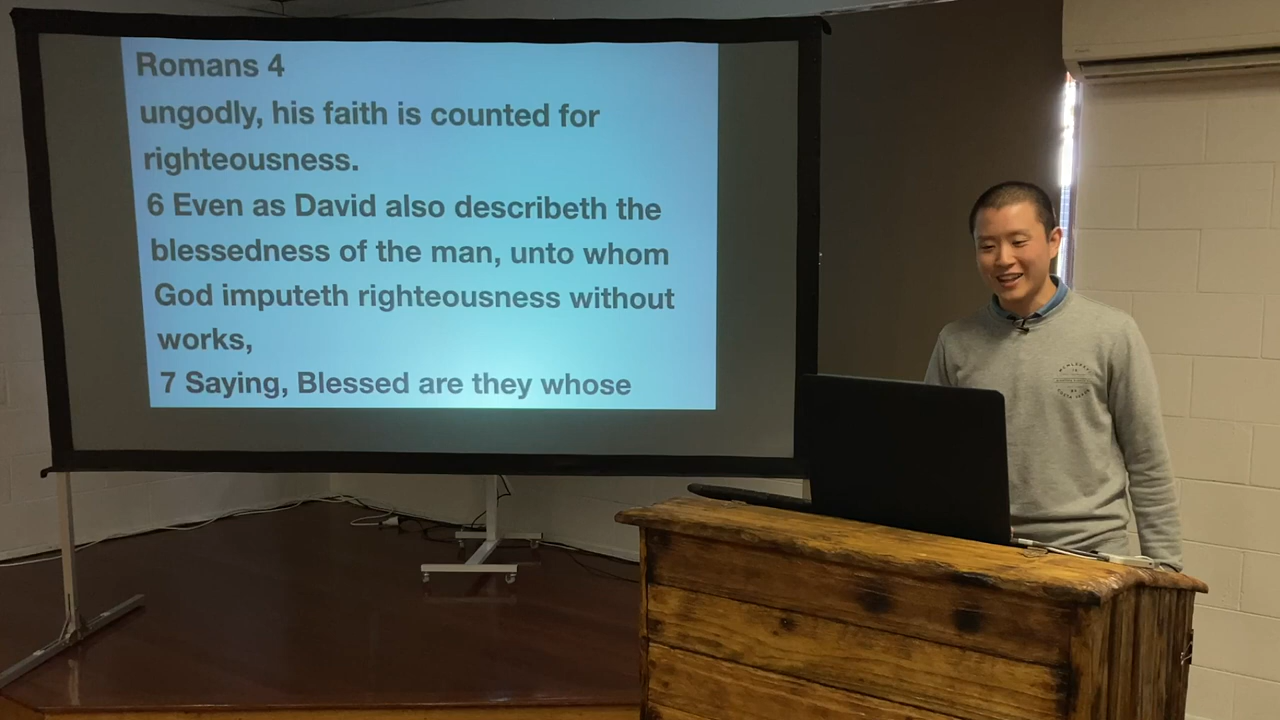 Romans 4
ungodly, his faith is counted for
righteousness.
6 Even as David also describeth the
blessedness of the man, unto whom
God imputeth righteousness without
works,
7 Saying, Blessed are they whose